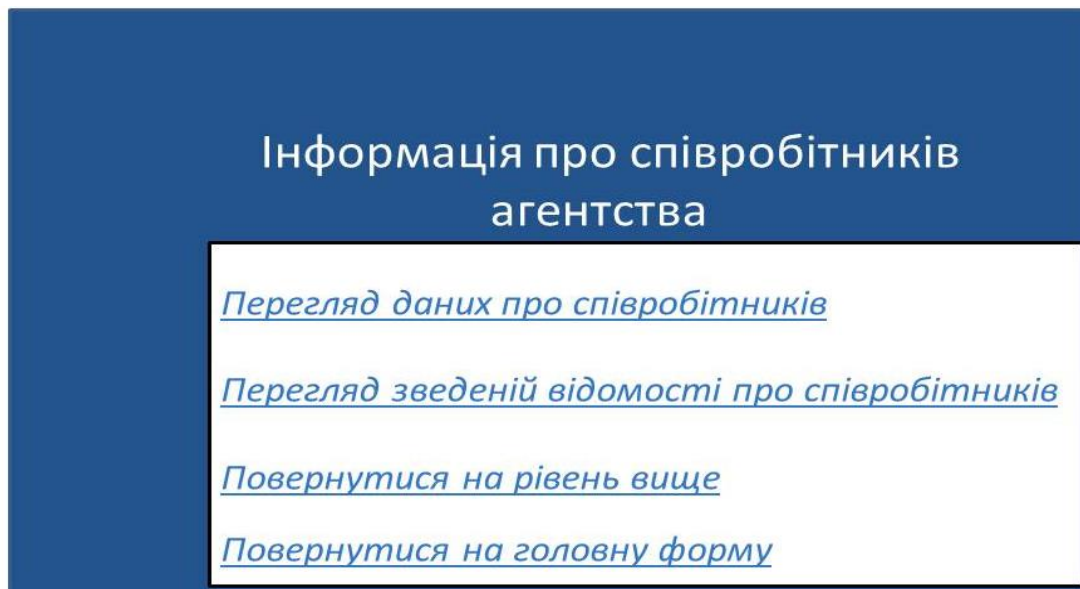 Інформація про співробітників
агентства
Перегляд даних про співробітників
Перегляд зведеній відомості про співробітників
Повернутися на рівень вище
Повернутися на головну форму